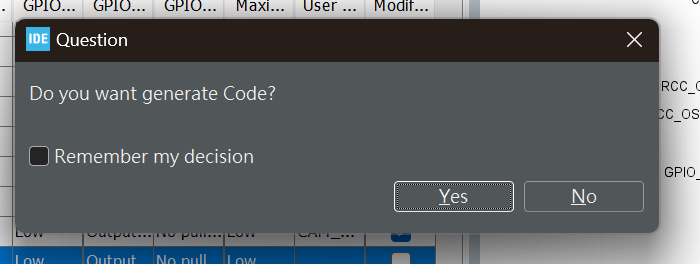 GPIO... GPIO... GPIO... Maxi... User ... Modif...
IDE Question
Do you want generate Code?
RCC_O
CC_OS
Remember my decision
GPIO_
Yes No
Low Output... No pull... Low CAM_...
Low Output No pull Low